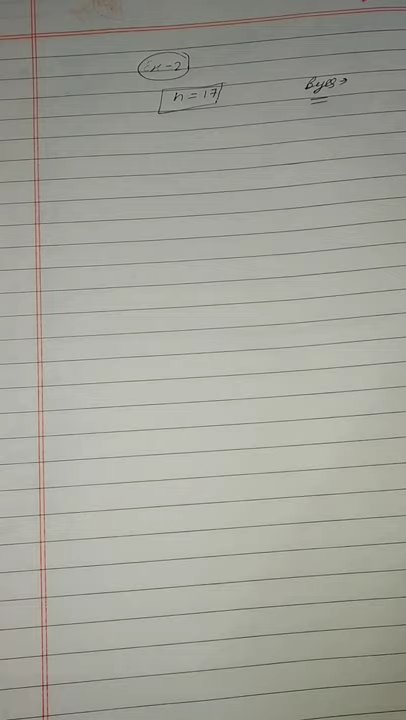 Ex-2
n = 17
Byes →